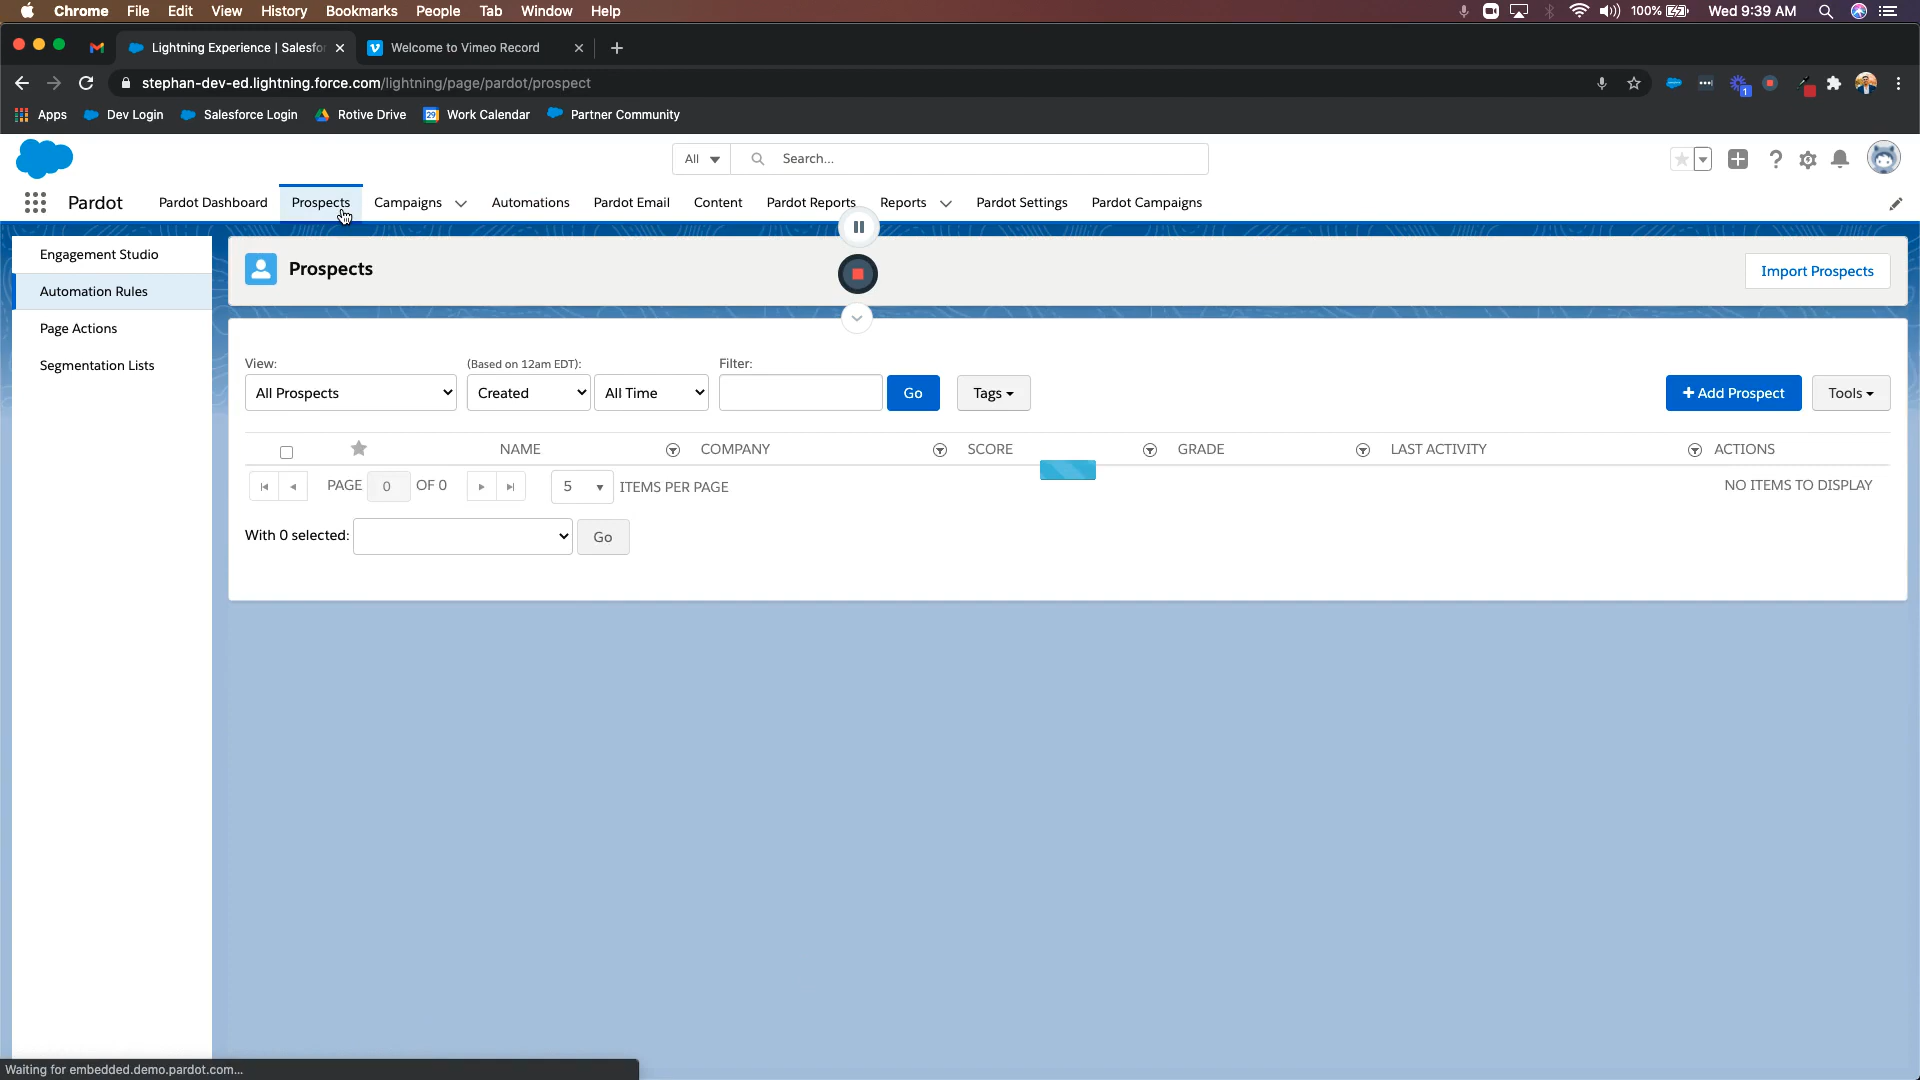 Chrome File Edit View History Bookmarks People Tab Window Help 100% Wed 9:39 AM
Lightning Experience | Salesfo Welcome to Vimeo Record
stephan-dev-ed.lightning.force.com/lightning/page/pardot/prospect 1
Apps Dev Login Salesforce Login Rotive Drive 29 Work Calendar Partner Community
All Search...
Pardot Pardot Dashboard Prospects Campaigns Automations Pardot Email Content Pardot Reports Reports Pardot Settings Pardot Campaigns
Engagement Studio
Automation Rules
Page Actions
Segmentation Lists
Prospects
Import Prospects
View: (Based on 12am EDT): Filter:
All Prospects Created All Time Go Tags + Add Prospect Tools
NAME COMPANY SCORE GRADE LAST ACTIVITY ACTIONS
PAGE 0 OF 0 5 ITEMS PER PAGE NO ITEMS TO DISPLAY
With 0 selected: Go
Waiting for embedded.demo.pardot.com...